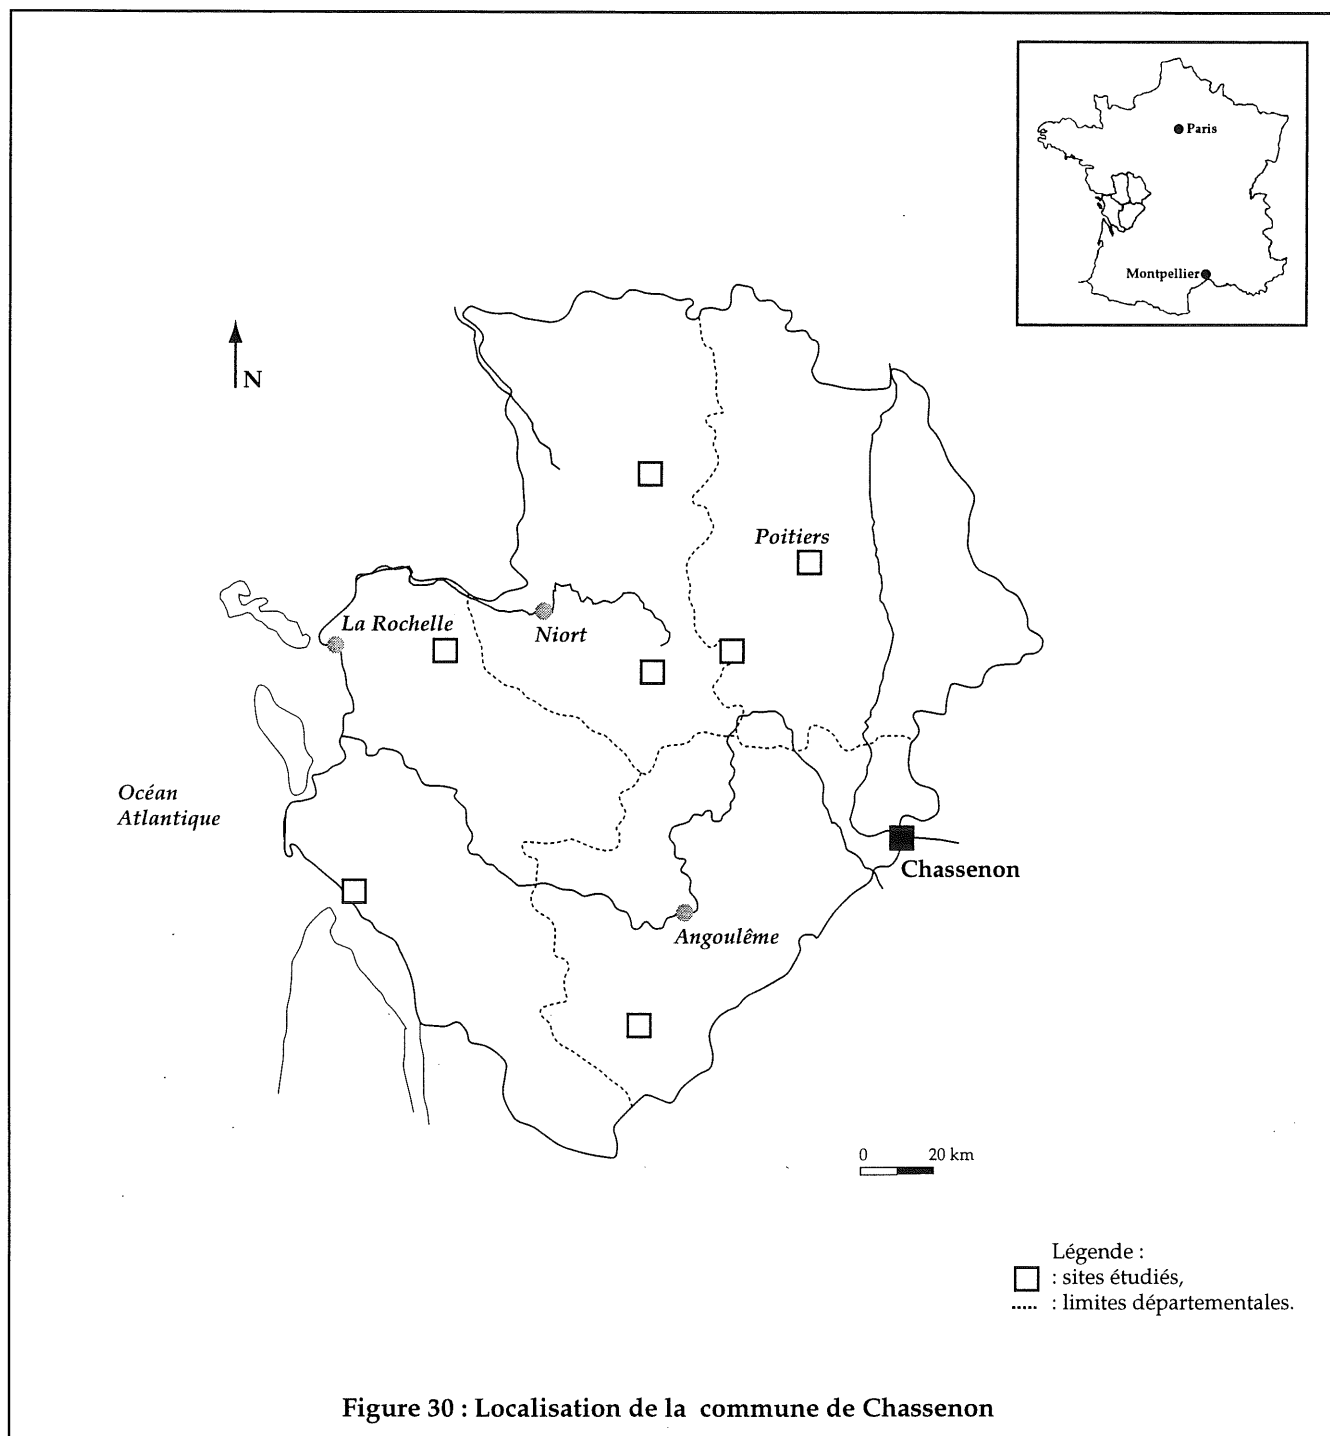 Paris
Montpellier
N
Poitiers
La Rochelle
Niort
Océan
Atlantique
Chassenon
Angoulême
0 20 km
Légende :
: sites étudiés,
: limites départementales.
Figure 30 : Localisation de la commune de Chassenon